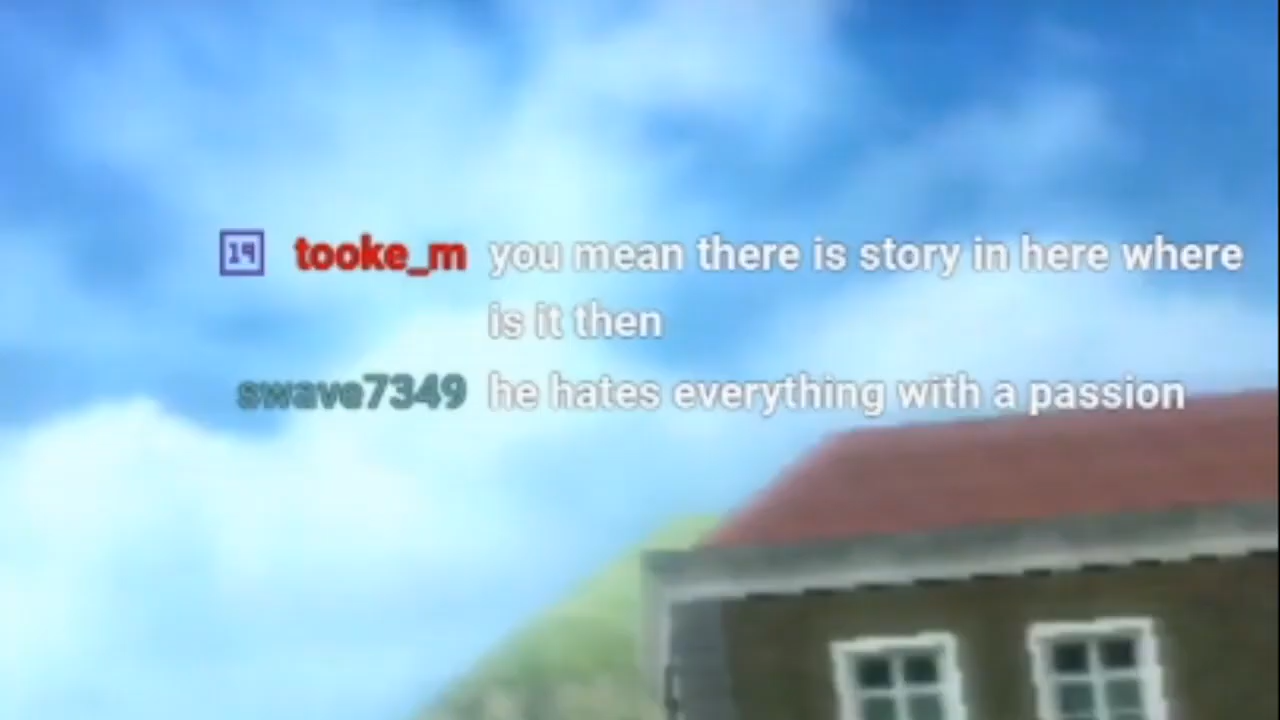 19 tooke_m you mean there is story in here where
is it then
swave7349 he hates everything with a passion